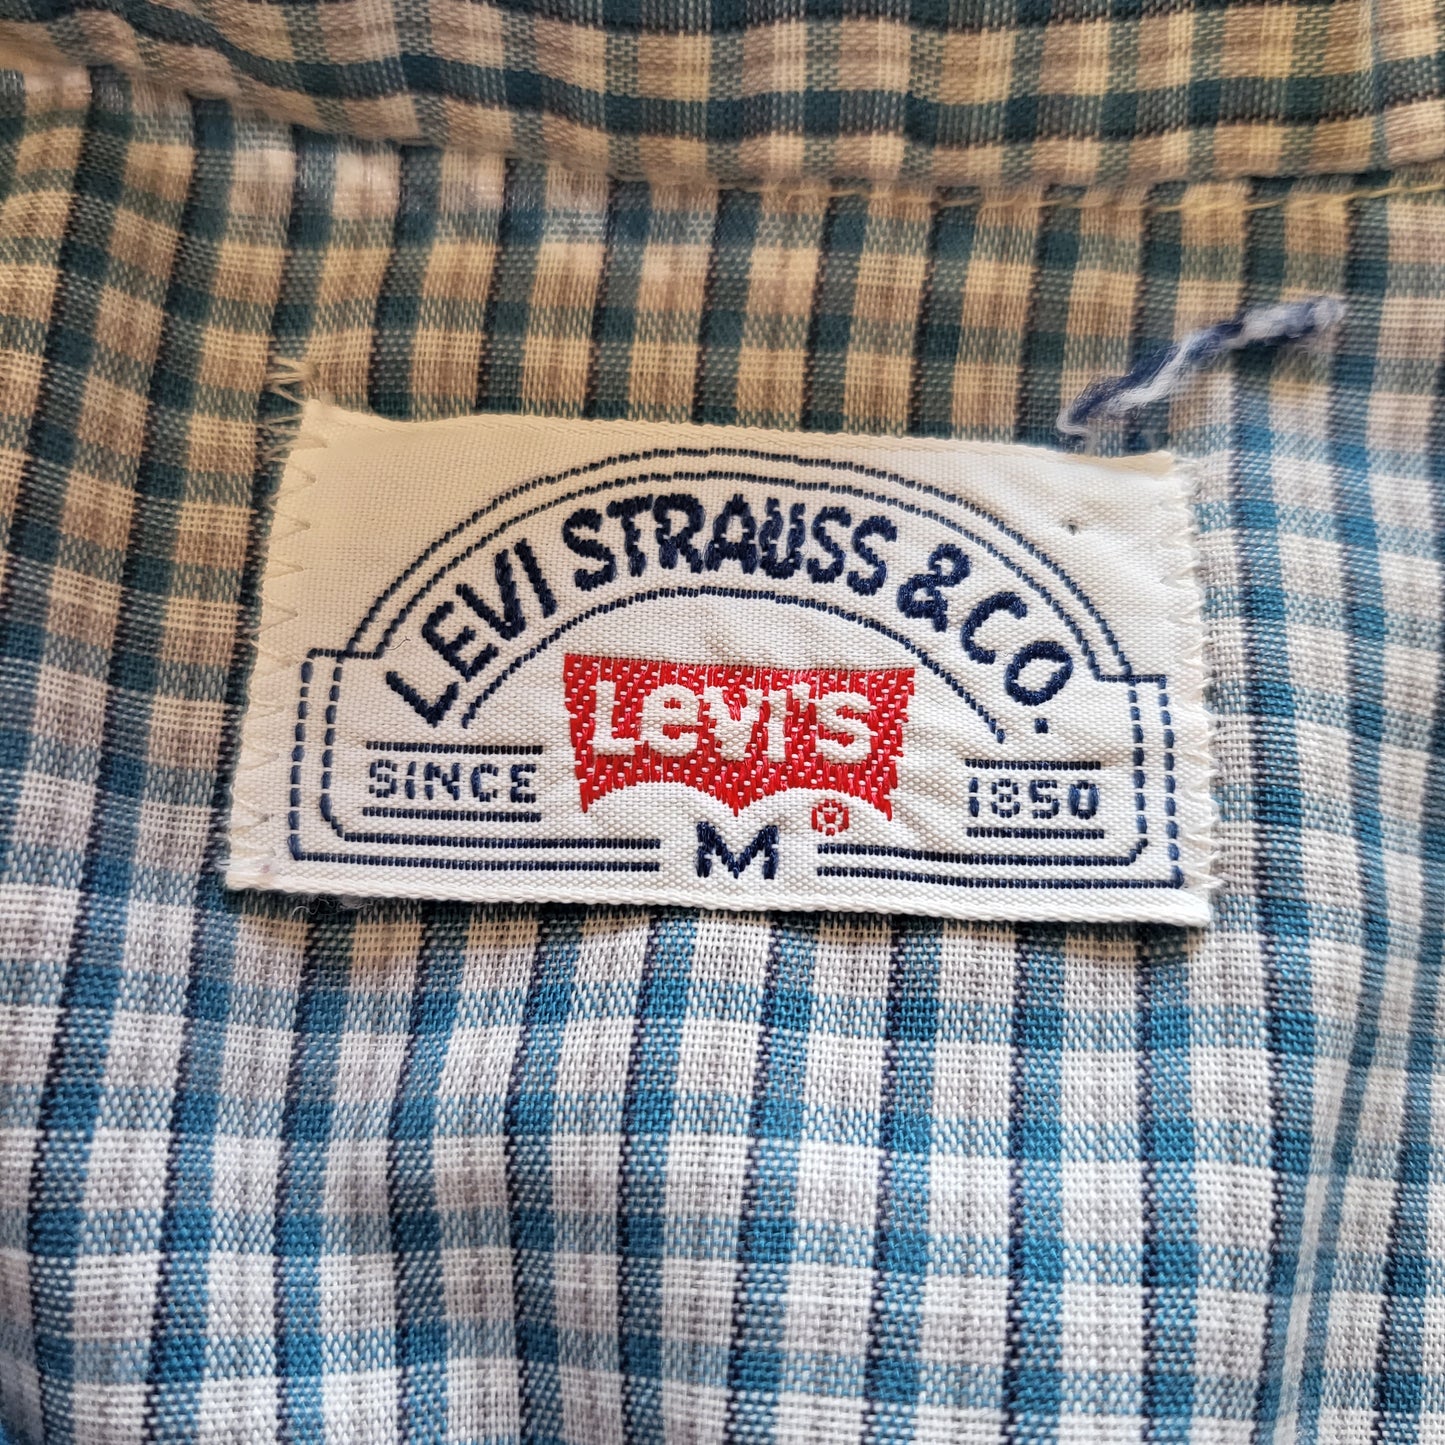 LEVI STRAUSS & CO.
Levi's ®
SINCE 1850
M